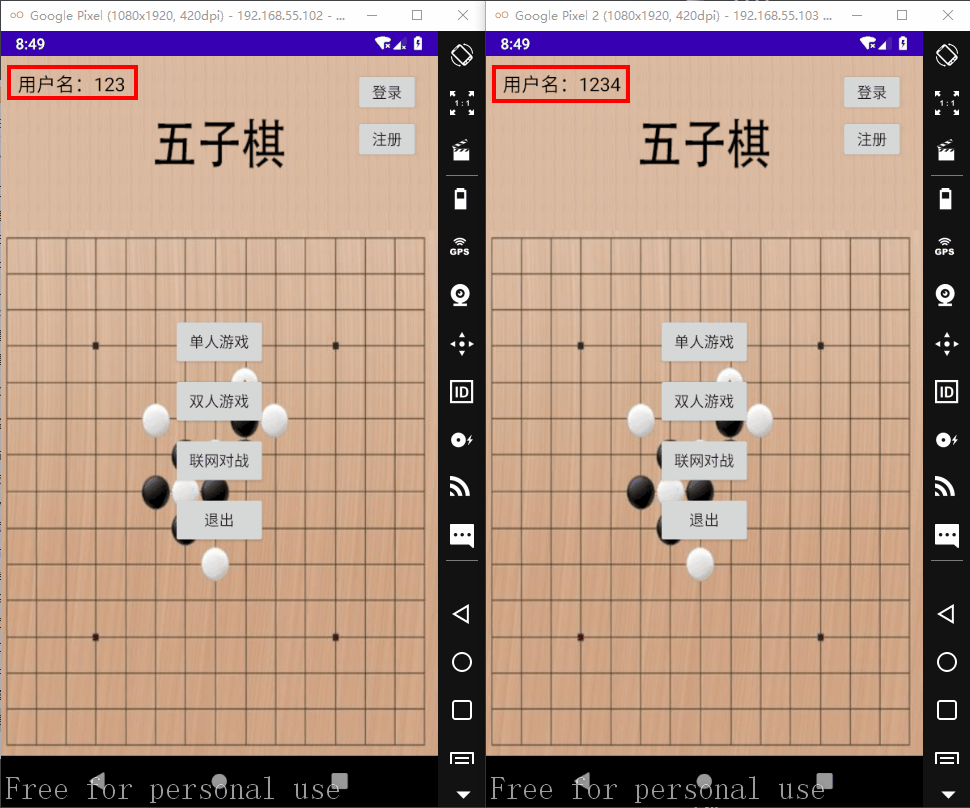 Google Pixel (1080x1920, 420dpi) - 192.168.55.102 - ...
8:49
用户名：123
登录
注册
五子棋
单人游戏
双人游戏
联网对战
退出
Free for personal use
1:1
GPS
ID
Google Pixel 2 (1080x1920, 420dpi) - 192.168.55.103 ...
8:49
用户名：1234
登录
注册
五子棋
单人游戏
双人游戏
联网对战
退出
Free for personal use
1:1
GPS
ID